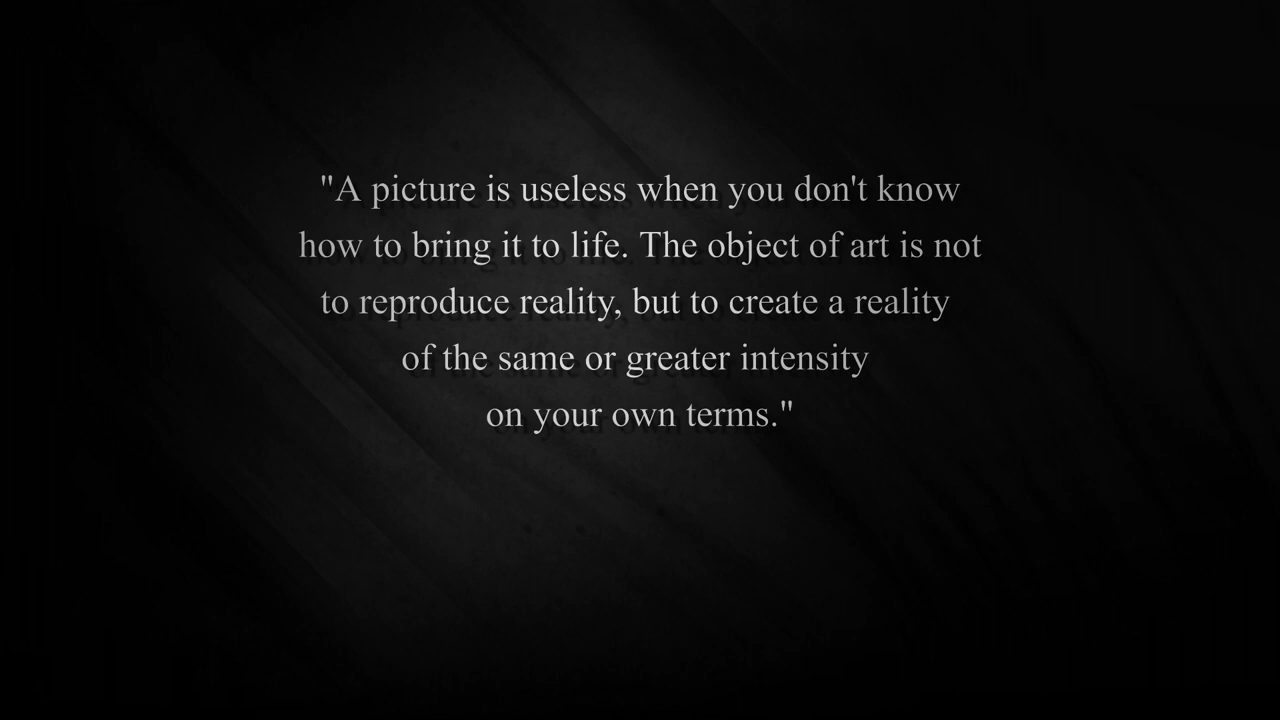 "A picture is useless when you don't know
how to bring it to life. The object of art is not
to reproduce reality, but to create a reality
of the same or greater intensity
on your own terms."